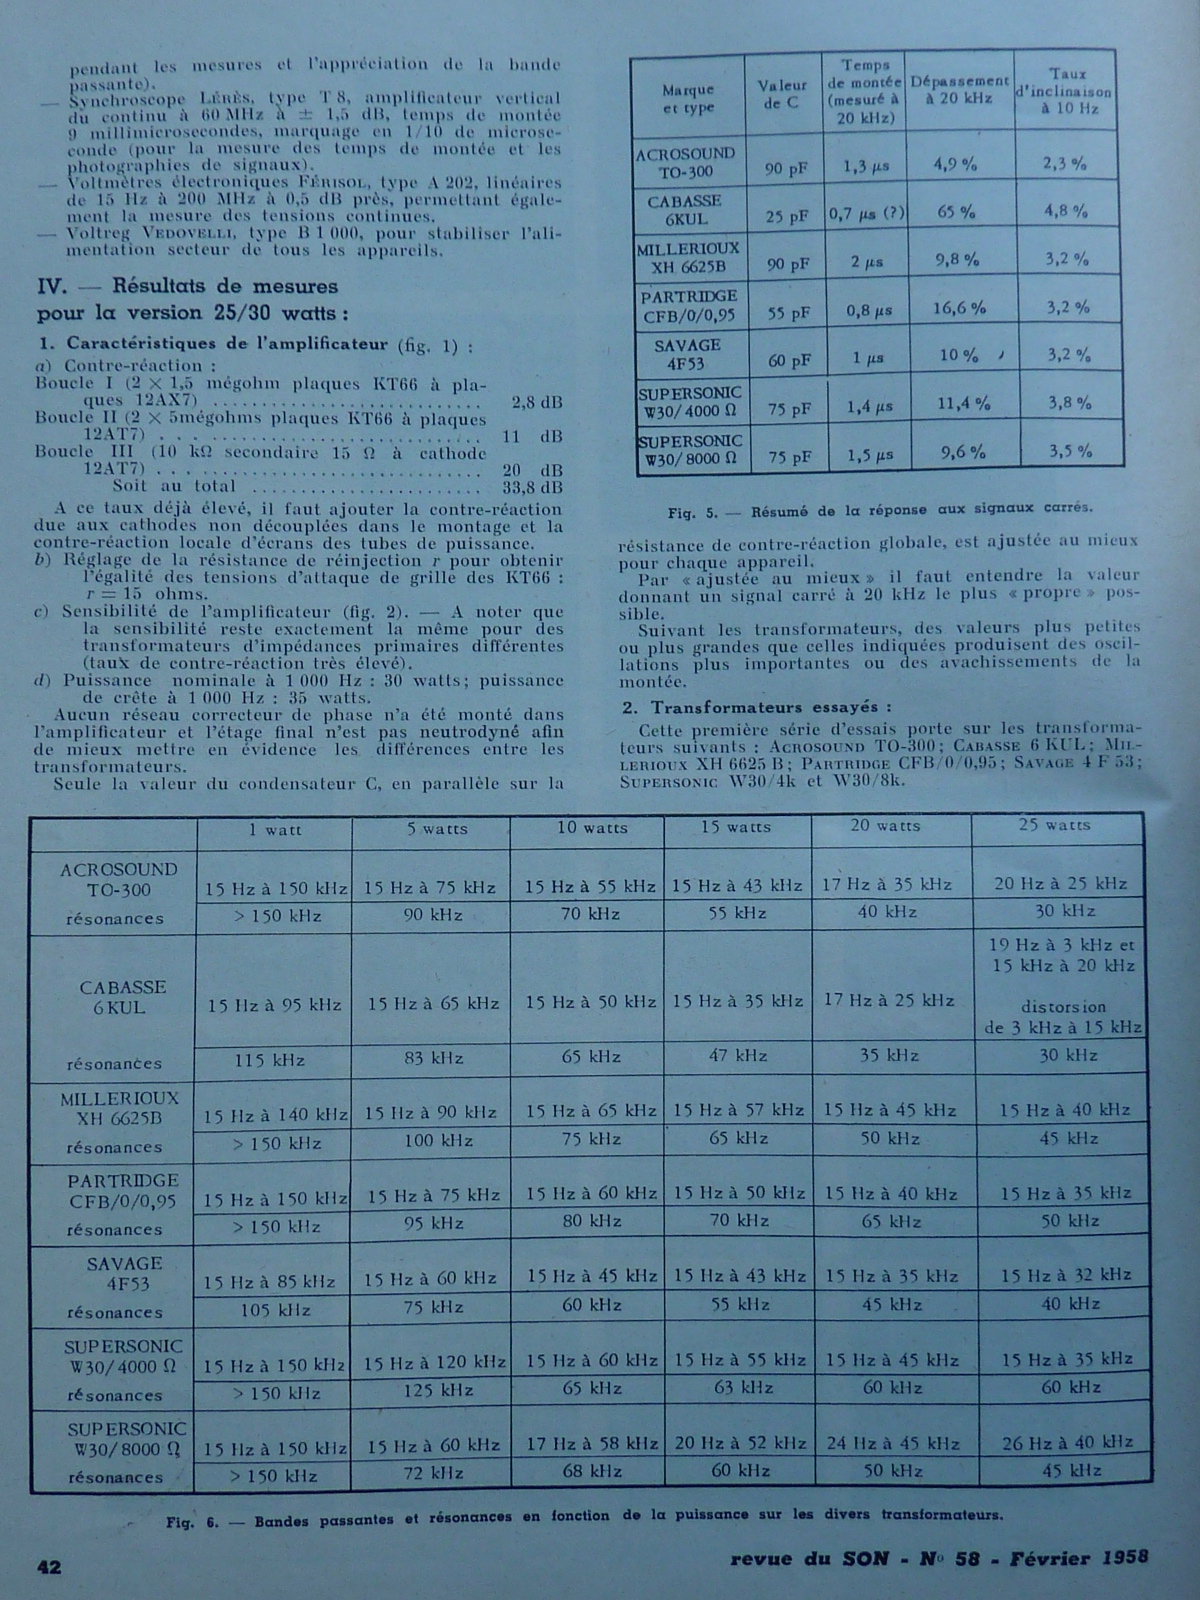 pendant les mesures et l'appréciation de la bande
passante).
— Synchroscope LÉRÈS, type T 8, amplificateur vertical
du continu à 60 MHz à ± 1,5 dB, temps de montée
9 millimicrosecondes, marquage en 1/10 de microse-
conde (pour la mesure des temps de montée et les
photographies de signaux).
— Voltmètres électroniques FÉRISOL, type A 202, linéaires
de 15 Hz à 200 MHz à 0,5 dB près, permettant égale-
ment la mesure des tensions continues.
— Voltreg VEDOVELLI, type B 1 000, pour stabiliser l'ali-
mentation secteur de tous les appareils.
IV. — Résultats de mesures
pour la version 25/30 watts :
1. Caractéristiques de l'amplificateur (fig. 1) :
a) Contre-réaction :
Boucle I (2 × 1,5 mégohm plaques KT66 à pla-
ques 12AX7) ............................ 2,8 dB
Boucle II (2 × 5mégohms plaques KT66 à plaques
12AT7) . . . ............................ 11 dB
Boucle III (10 kΩ secondaire 15 Ω à cathode
12AT7) . . . ............................ 20 dB
Soit au total ........................ 33,8 dB
A ce taux déjà élevé, il faut ajouter la contre-réaction
due aux cathodes non découplées dans le montage et la
contre-réaction locale d'écrans des tubes de puissance.
b) Réglage de la résistance de réinjection r pour obtenir
l'égalité des tensions d'attaque de grille des KT66 :
r = 15 ohms.
c) Sensibilité de l'amplificateur (fig. 2). — A noter que
la sensibilité reste exactement la même pour des
transformateurs d'impédances primaires différentes
(taux de contre-réaction très élevé).
d) Puissance nominale à 1 000 Hz : 30 watts; puissance
de crête à 1 000 Hz : 35 watts.
Aucun réseau correcteur de phase n'a été monté dans
l'amplificateur et l'étage final n'est pas neutrodyné afin
de mieux mettre en évidence les différences entre les
transformateurs.
Seule la valeur du condensateur C, en parallèle sur la
Marque et type | Valeur de C | Temps de montée (mesuré à 20 kHz) | Dépassement à 20 kHz | Taux d'inclinaison à 10 Hz
ACROSOUND TO-300 | 90 pF | 1,3 µs | 4,9 % | 2,3 %
CABASSE 6KUL | 25 pF | 0,7 µs (?) | 65 % | 4,8 %
MILLERIOUX XH 6625B | 90 pF | 2 µs | 9,8 % | 3,2 %
PARTRIDGE CFB/0/0,95 | 55 pF | 0,8 µs | 16,6 % | 3,2 %
SAVAGE 4F53 | 60 pF | 1 µs | 10 % | 3,2 %
SUPERSONIC W30/4000 Ω | 75 pF | 1,4 µs | 11,4 % | 3,8 %
SUPERSONIC W30/8000 Ω | 75 pF | 1,5 µs | 9,6 % | 3,5 %
Fig. 5. — Résumé de la réponse aux signaux carrés.
résistance de contre-réaction globale, est ajustée au mieux
pour chaque appareil.
Par « ajustée au mieux » il faut entendre la valeur
donnant un signal carré à 20 kHz le plus « propre » pos-
sible.
Suivant les transformateurs, des valeurs plus petites
ou plus grandes que celles indiquées produisent des oscil-
lations plus importantes ou des avachissements de la
montée.
2. Transformateurs essayés :
Cette première série d'essais porte sur les transforma-
teurs suivants : ACROSOUND TO-300; CABASSE 6 KUL; MIL-
LERIOUX XH 6625 B; PARTRIDGE CFB/0/0,95; SAVAGE 4 F 53;
SUPERSONIC W30/4k et W30/8k.
1 watt | 5 watts | 10 watts | 15 watts | 20 watts | 25 watts
ACROSOUND TO-300 | 15 Hz à 150 kHz | 15 Hz à 75 kHz | 15 Hz à 55 kHz | 15 Hz à 43 kHz | 17 Hz à 35 kHz | 20 Hz à 25 kHz
résonances | > 150 kHz | 90 kHz | 70 kHz | 55 kHz | 40 kHz | 30 kHz
CABASSE 6 KUL | 15 Hz à 95 kHz | 15 Hz à 65 kHz | 15 Hz à 50 kHz | 15 Hz à 35 kHz | 17 Hz à 25 kHz | 19 Hz à 3 kHz et 15 kHz à 20 kHz distorsion de 3 kHz à 15 kHz
résonances | 115 kHz | 83 kHz | 65 kHz | 47 kHz | 35 kHz | 30 kHz
MILLERIOUX XH 6625B | 15 Hz à 140 kHz | 15 Hz à 90 kHz | 15 Hz à 65 kHz | 15 Hz à 57 kHz | 15 Hz à 45 kHz | 15 Hz à 40 kHz
résonances | > 150 kHz | 100 kHz | 75 kHz | 65 kHz | 50 kHz | 45 kHz
PARTRIDGE CFB/0/0,95 | 15 Hz à 150 kHz | 15 Hz à 75 kHz | 15 Hz à 60 kHz | 15 Hz à 50 kHz | 15 Hz à 40 kHz | 15 Hz à 35 kHz
résonances | > 150 kHz | 95 kHz | 80 kHz | 70 kHz | 65 kHz | 50 kHz
SAVAGE 4F53 | 15 Hz à 85 kHz | 15 Hz à 60 kHz | 15 Hz à 45 kHz | 15 Hz à 43 kHz | 15 Hz à 35 kHz | 15 Hz à 32 kHz
résonances | 105 kHz | 75 kHz | 60 kHz | 55 kHz | 45 kHz | 40 kHz
SUPERSONIC W30/4000 Ω | 15 Hz à 150 kHz | 15 Hz à 120 kHz | 15 Hz à 60 kHz | 15 Hz à 55 kHz | 15 Hz à 45 kHz | 15 Hz à 35 kHz
résonances | > 150 kHz | 125 kHz | 65 kHz | 63 kHz | 60 kHz | 60 kHz
SUPERSONIC W30/8000 Ω | 15 Hz à 150 kHz | 15 Hz à 60 kHz | 17 Hz à 58 kHz | 20 Hz à 52 kHz | 24 Hz à 45 kHz | 26 Hz à 40 kHz
résonances | > 150 kHz | 72 kHz | 68 kHz | 60 kHz | 50 kHz | 45 kHz
Fig. 6. — Bandes passantes et résonances en fonction de la puissance sur les divers transformateurs.
42
revue du SON - N° 58 - Février 1958